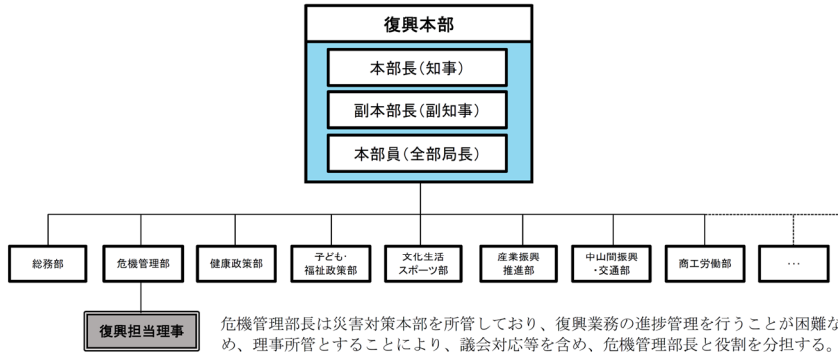 復興本部
本部長（知事）
副本部長（副知事）
本部員（全部局長）
総務部
危機管理部
健康政策部
子ども・
福祉政策部
文化生活
スポーツ部
産業振興
推進部
中山間振興
・交通部
商工労働部
・・・
復興担当理事
危機管理部長は災害対策本部を所管しており、復興業務の進捗管理を行うことが困難な
め、理事所管とすることにより、議会対応等を含め、危機管理部長と役割を分担する。